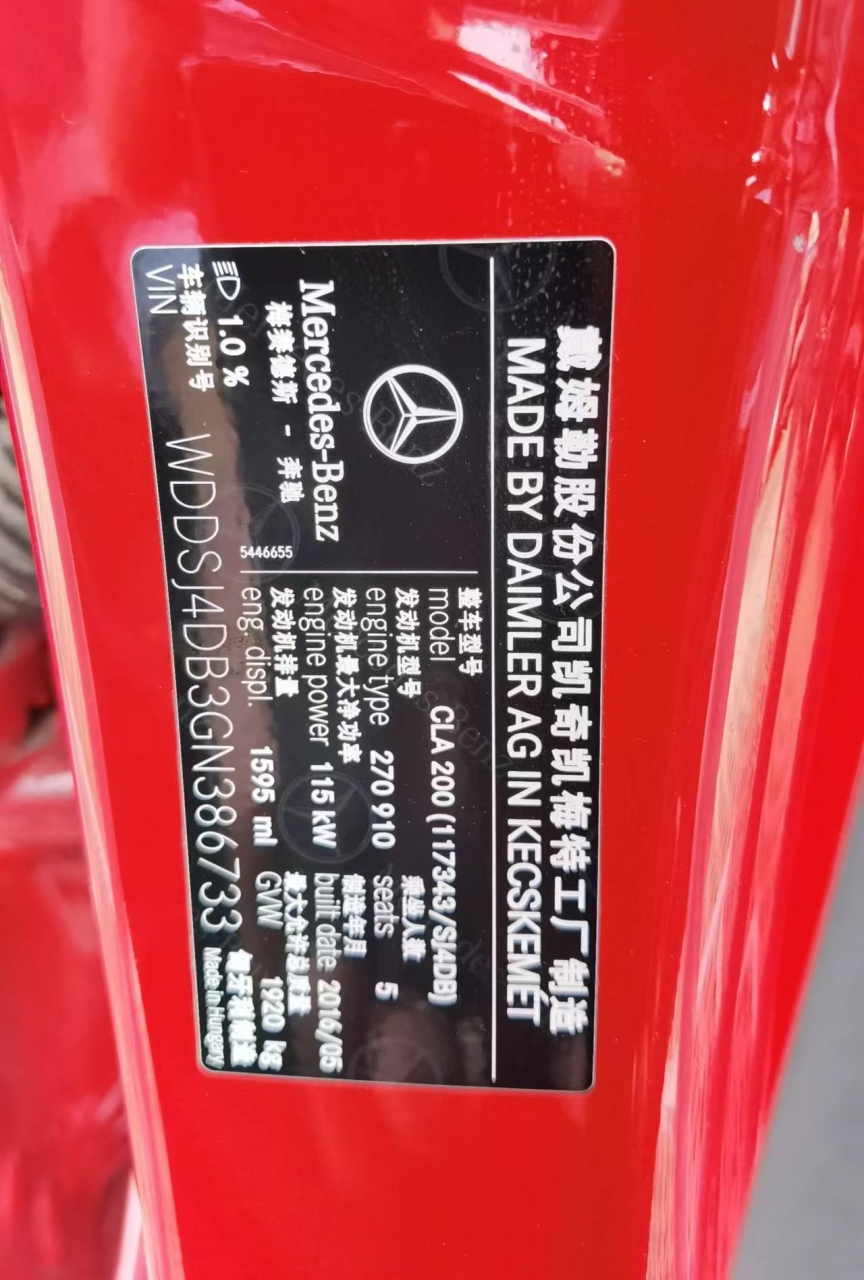 戴姆勒股份公司凯奇凯梅特工厂制造
MADE BY DAIMLER AG IN KECSKEMÉT
Mercedes-Benz
梅赛德斯 - 奔驰
5446655
整车型号
model CLA 200 (117343/SJ4DB)
发动机型号 乘坐人数
engine type 270 910 seats 5
发动机最大净功率 制造年月
engine power 115 kW built date 2016/05
发动机排量 最大允许总质量
eng. displ. 1595 ml GVW 1920 kg
1.0 %
车辆识别号
VIN WDDSJ4DB3GN386733
匈牙利制造
Made in Hungary